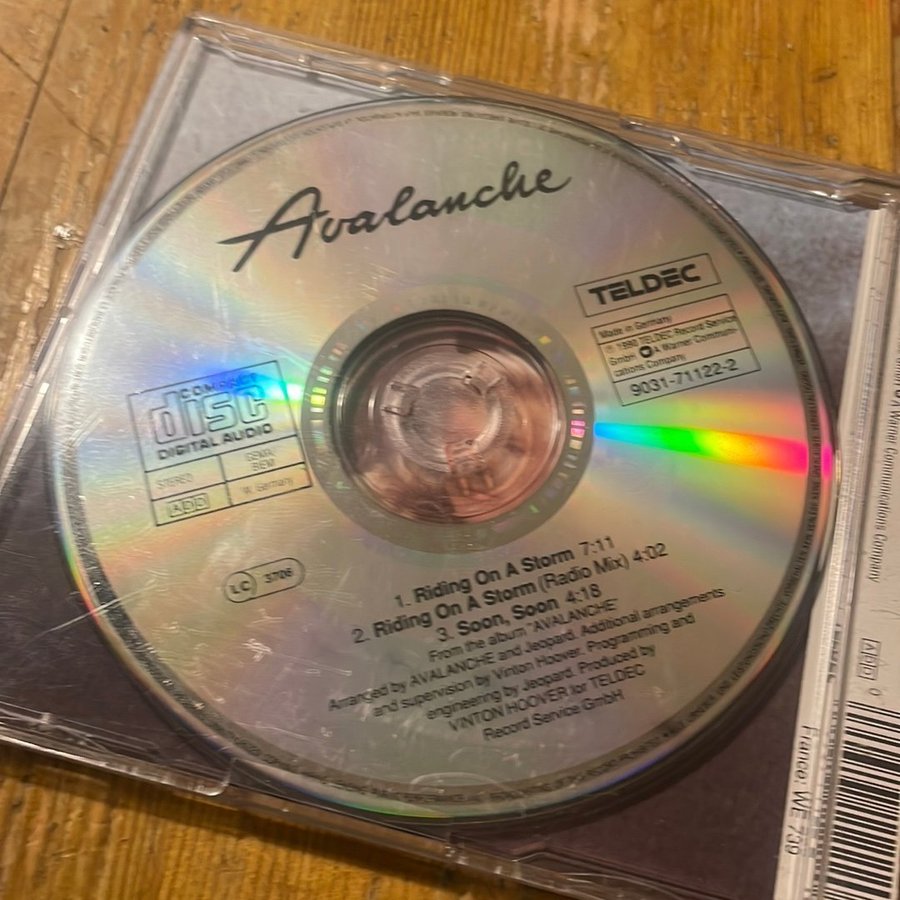 Avalanche
TELDEC
Made in Germany
℗ 1990 TELDEC Record Service
GmbH A Warner Communi-
cations Company
9031-71122-2
COMPACT
disc
DIGITAL AUDIO
STEREO
GEMA/
BIEM
ADD
W. Germany
LC 3706
1. Riding On A Storm 7:11
2. Riding On A Storm (Radio Mix) 4:02
3. Soon, Soon 4:18
From the album "AVALANCHE"
Arranged by AVALANCHE and Jeopard. Additional arrangements
and supervision by Vinton Hoover. Programming and
engineering by Jeopard. Produced by
VINTON HOOVER for TELDEC
Record Service GmbH
A Warner Communications Company
ADD
0
France: WE 739